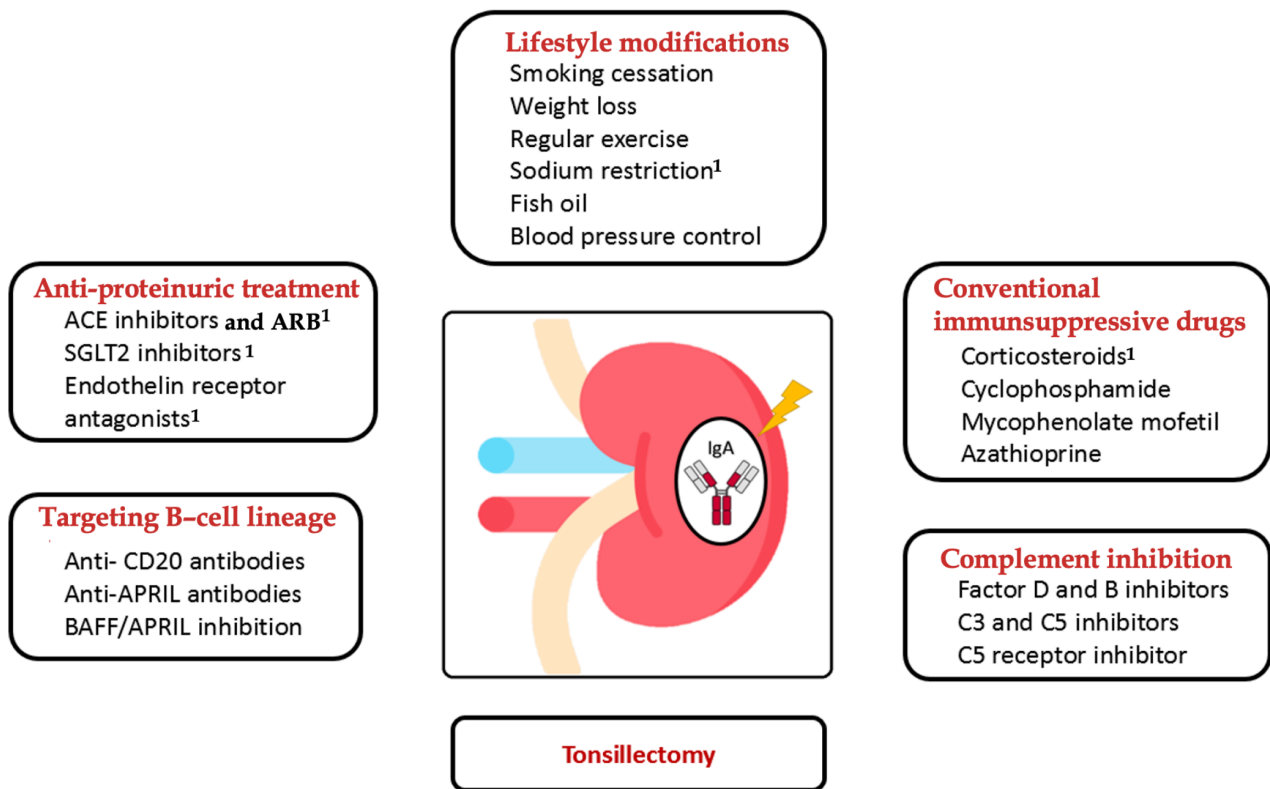 Lifestyle modifications
Smoking cessation
Weight loss
Regular exercise
Sodium restriction¹
Fish oil
Blood pressure control
Anti-proteinuric treatment
ACE inhibitors and ARB¹
SGLT2 inhibitors ¹
Endothelin receptor
antagonists¹
Conventional
immunsuppressive drugs
Corticosteroids¹
Cyclophosphamide
Mycophenolate mofetil
Azathioprine
IgA
Targeting B–cell lineage
Anti- CD20 antibodies
Anti-APRIL antibodies
BAFF/APRIL inhibition
Complement inhibition
Factor D and B inhibitors
C3 and C5 inhibitors
C5 receptor inhibitor
Tonsillectomy